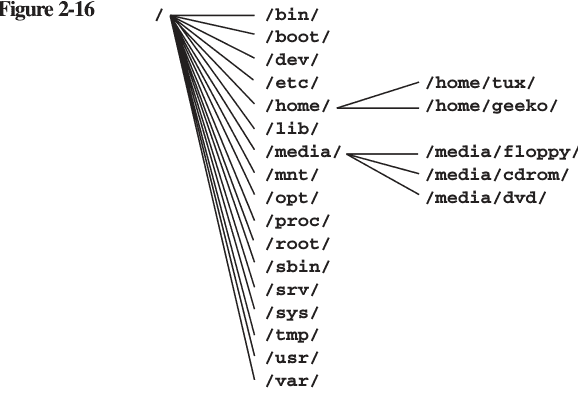 Figure 2-16
/ /bin/
/boot/
/dev/
/etc/ /home/tux/
/home/ /home/geeko/
/lib/
/media/ /media/floppy/
/mnt/ /media/cdrom/
/opt/ /media/dvd/
/proc/
/root/
/sbin/
/srv/
/sys/
/tmp/
/usr/
/var/